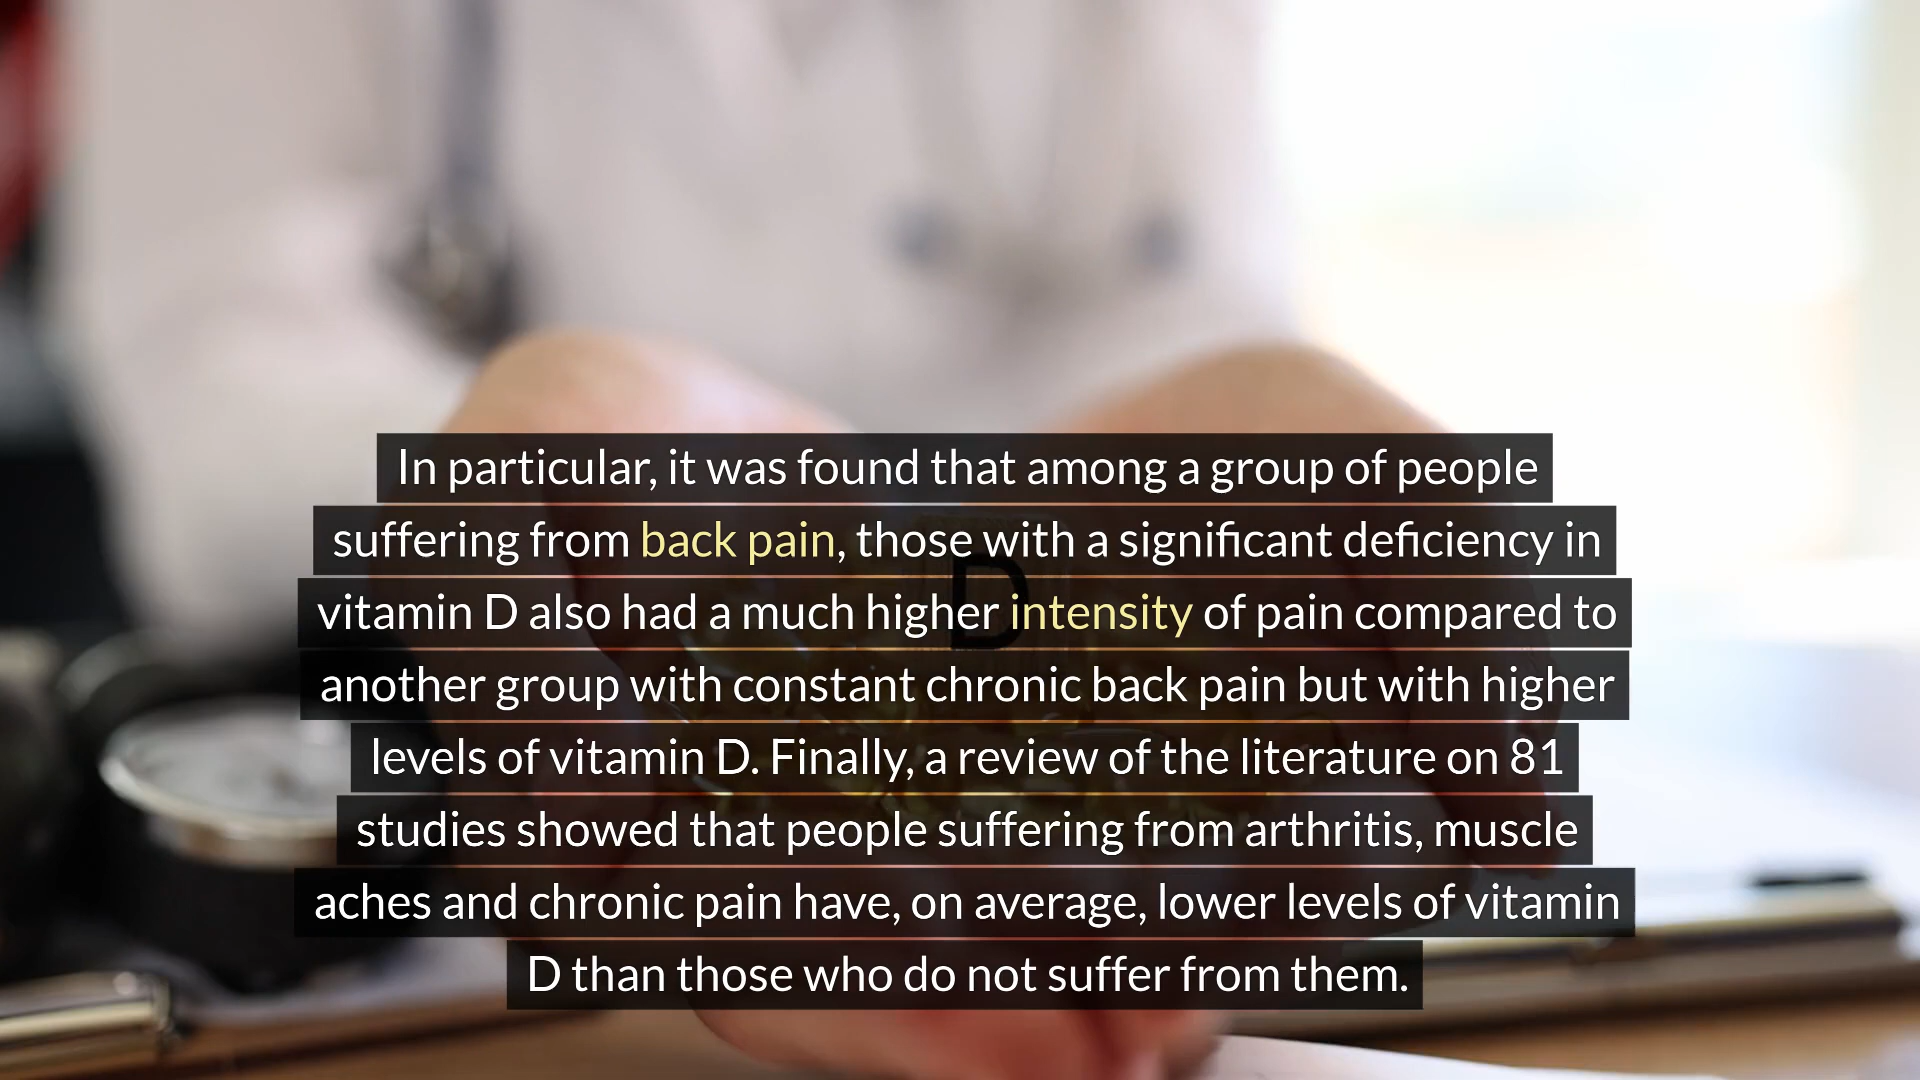 In particular, it was found that among a group of people
suffering from back pain, those with a significant deficiency in
vitamin D also had a much higher intensity of pain compared to
another group with constant chronic back pain but with higher
levels of vitamin D. Finally, a review of the literature on 81
studies showed that people suffering from arthritis, muscle
aches and chronic pain have, on average, lower levels of vitamin
D than those who do not suffer from them.
D